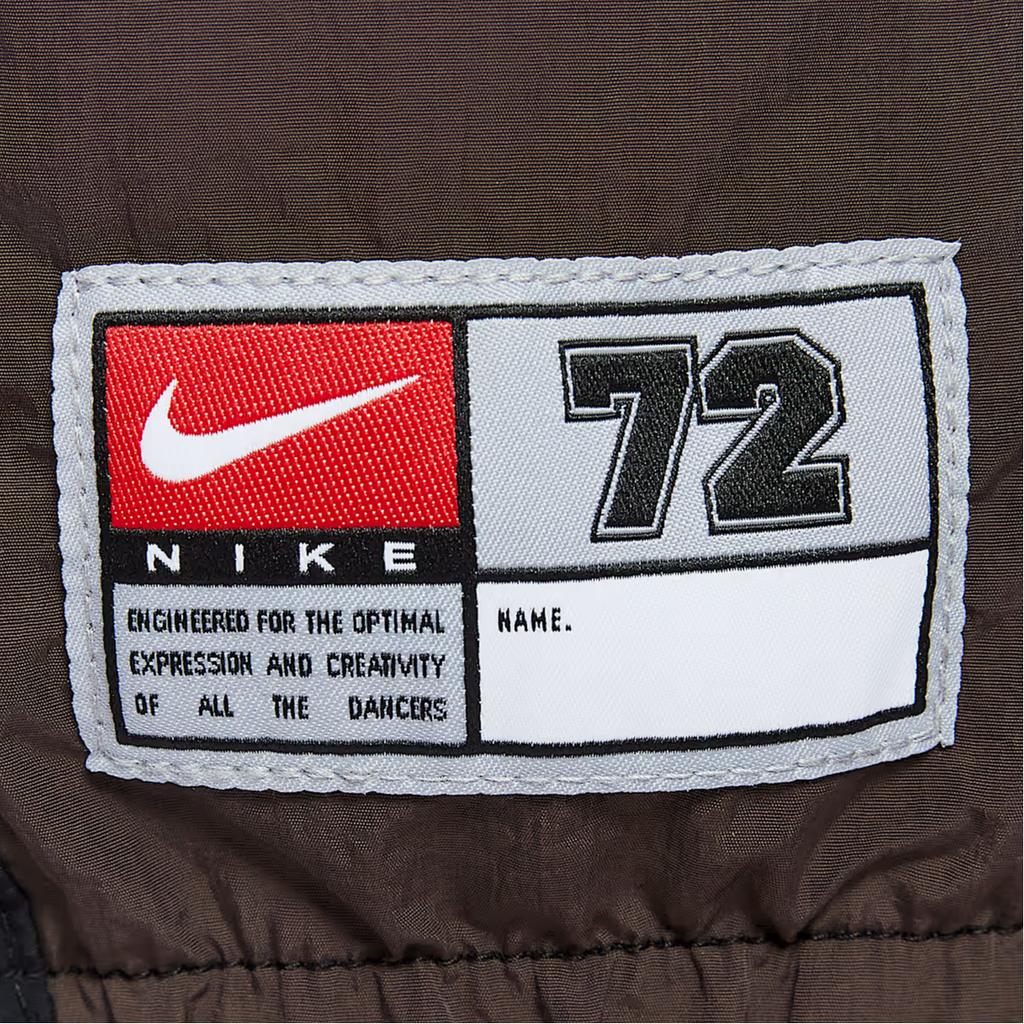 NIKE
ENGINEERED FOR THE OPTIMAL
EXPRESSION AND CREATIVITY
OF ALL THE DANCERS
72
NAME.